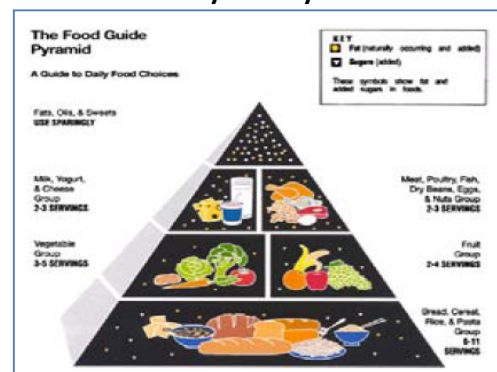 The Food Guide
Pyramid
A Guide to Daily Food Choices
KEY
Fat (naturally occurring and added)
Sugars (added)
These symbols show fat and
added sugars in foods.
Fats, Oils, & Sweets
USE SPARINGLY
Milk, Yogurt,
& Cheese
Group
2-3 SERVINGS
Meat, Poultry, Fish,
Dry Beans, Eggs,
& Nuts Group
2-3 SERVINGS
Vegetable
Group
3-5 SERVINGS
Fruit
Group
2-4 SERVINGS
Bread, Cereal,
Rice, & Pasta
Group
6-11
SERVINGS